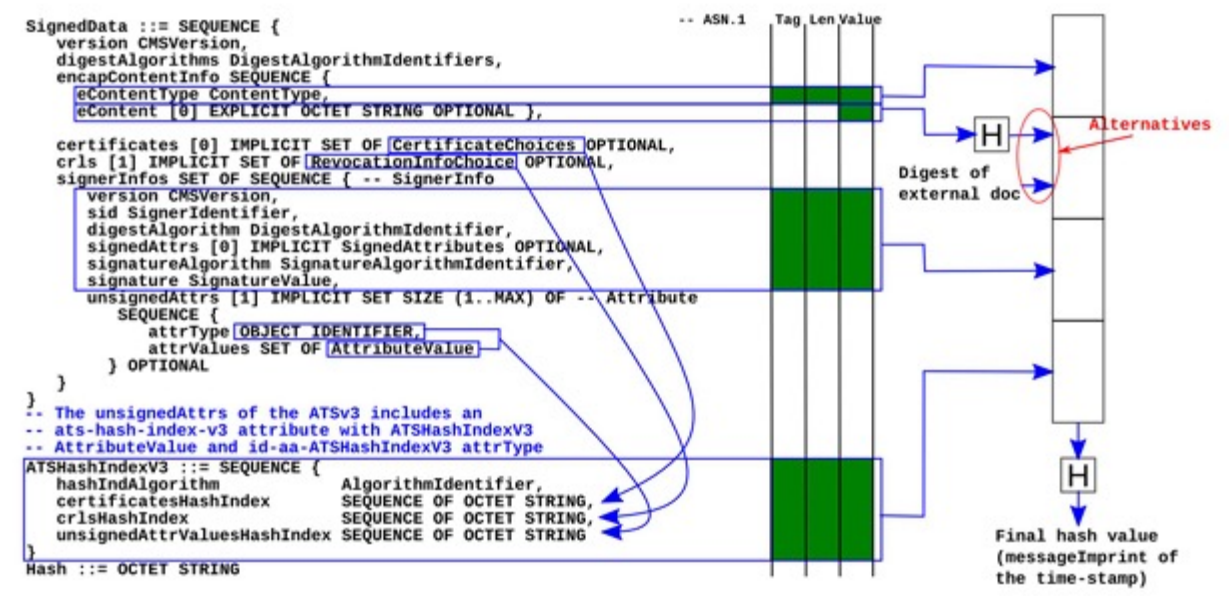 SignedData ::= SEQUENCE {
version CMSVersion,
digestAlgorithms DigestAlgorithmIdentifiers,
encapContentInfo SEQUENCE {
eContentType ContentType,
eContent [0] EXPLICIT OCTET STRING OPTIONAL },
certificates [0] IMPLICIT SET OF CertificateChoices OPTIONAL,
crls [1] IMPLICIT SET OF RevocationInfoChoice OPTIONAL,
signerInfos SET OF SEQUENCE { -- SignerInfo
version CMSVersion,
sid SignerIdentifier,
digestAlgorithm DigestAlgorithmIdentifier,
signedAttrs [0] IMPLICIT SignedAttributes OPTIONAL,
signatureAlgorithm SignatureAlgorithmIdentifier,
signature SignatureValue,
unsignedAttrs [1] IMPLICIT SET SIZE (1..MAX) OF -- Attribute
SEQUENCE {
attrType OBJECT IDENTIFIER,
attrValues SET OF AttributeValue
} OPTIONAL
}
}
-- The unsignedAttrs of the ATSv3 includes an
-- ats-hash-index-v3 attribute with ATSHashIndexV3
-- AttributeValue and id-aa-ATSHashIndexV3 attrType
ATSHashIndexV3 ::= SEQUENCE {
hashIndAlgorithm AlgorithmIdentifier,
certificatesHashIndex SEQUENCE OF OCTET STRING,
crlsHashIndex SEQUENCE OF OCTET STRING,
unsignedAttrValuesHashIndex SEQUENCE OF OCTET STRING
}
Hash ::= OCTET STRING
-- ASN.1 Tag Len Value
H
Alternatives
Digest of
external doc
H
Final hash value
(messageImprint of
the time-stamp)